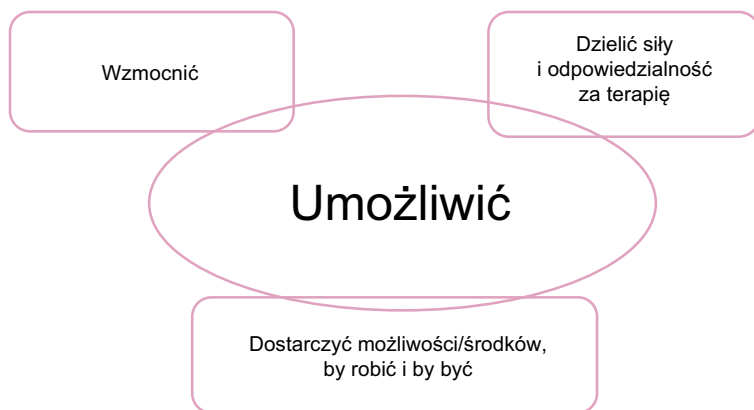 Wzmocnić
Dzielić siły
i odpowiedzialność
za terapię
Umożliwić
Dostarczyć możliwości/środków,
by robić i by być